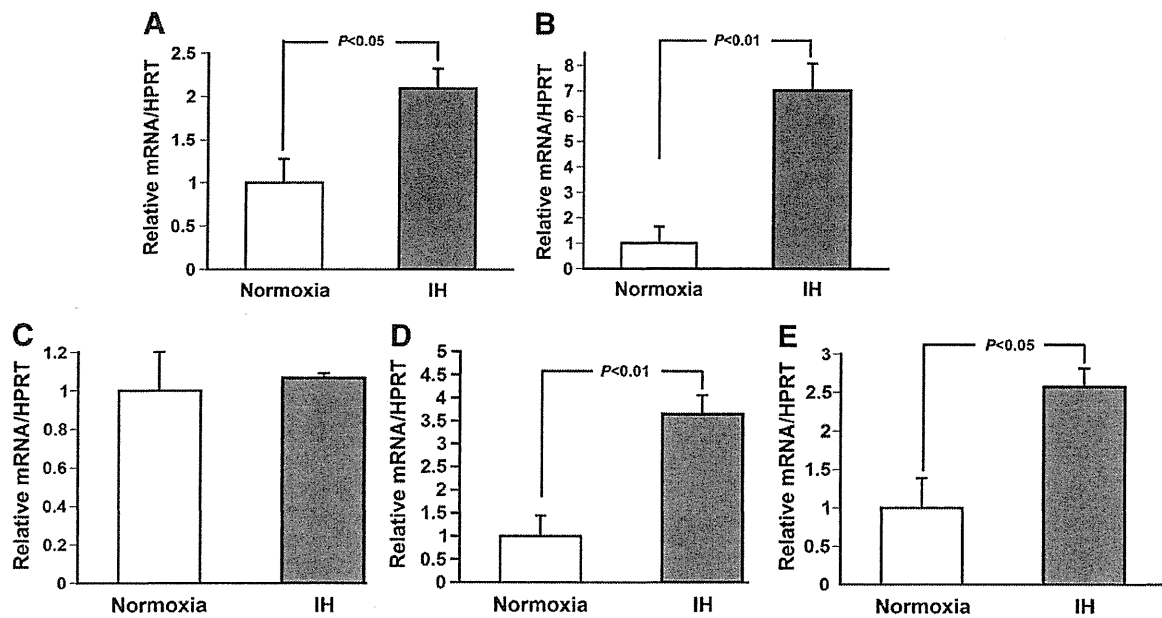 A
Relative mRNA/HPRT
2.5
2
1.5
1
0.5
0
P<0.05
Normoxia
IH
B
Relative mRNA/HPRT
8
7
6
5
4
3
2
1
0
P<0.01
Normoxia
IH
C
Relative mRNA/HPRT
1.2
1
0.8
0.6
0.4
0.2
0
Normoxia
IH
D
Relative mRNA/HPRT
5
4.5
4
3.5
3
2.5
2
1.5
1
0.5
0
P<0.01
Normoxia
IH
E
Relative mRNA/HPRT
3
2.5
2
1.5
1
0.5
0
P<0.05
Normoxia
IH